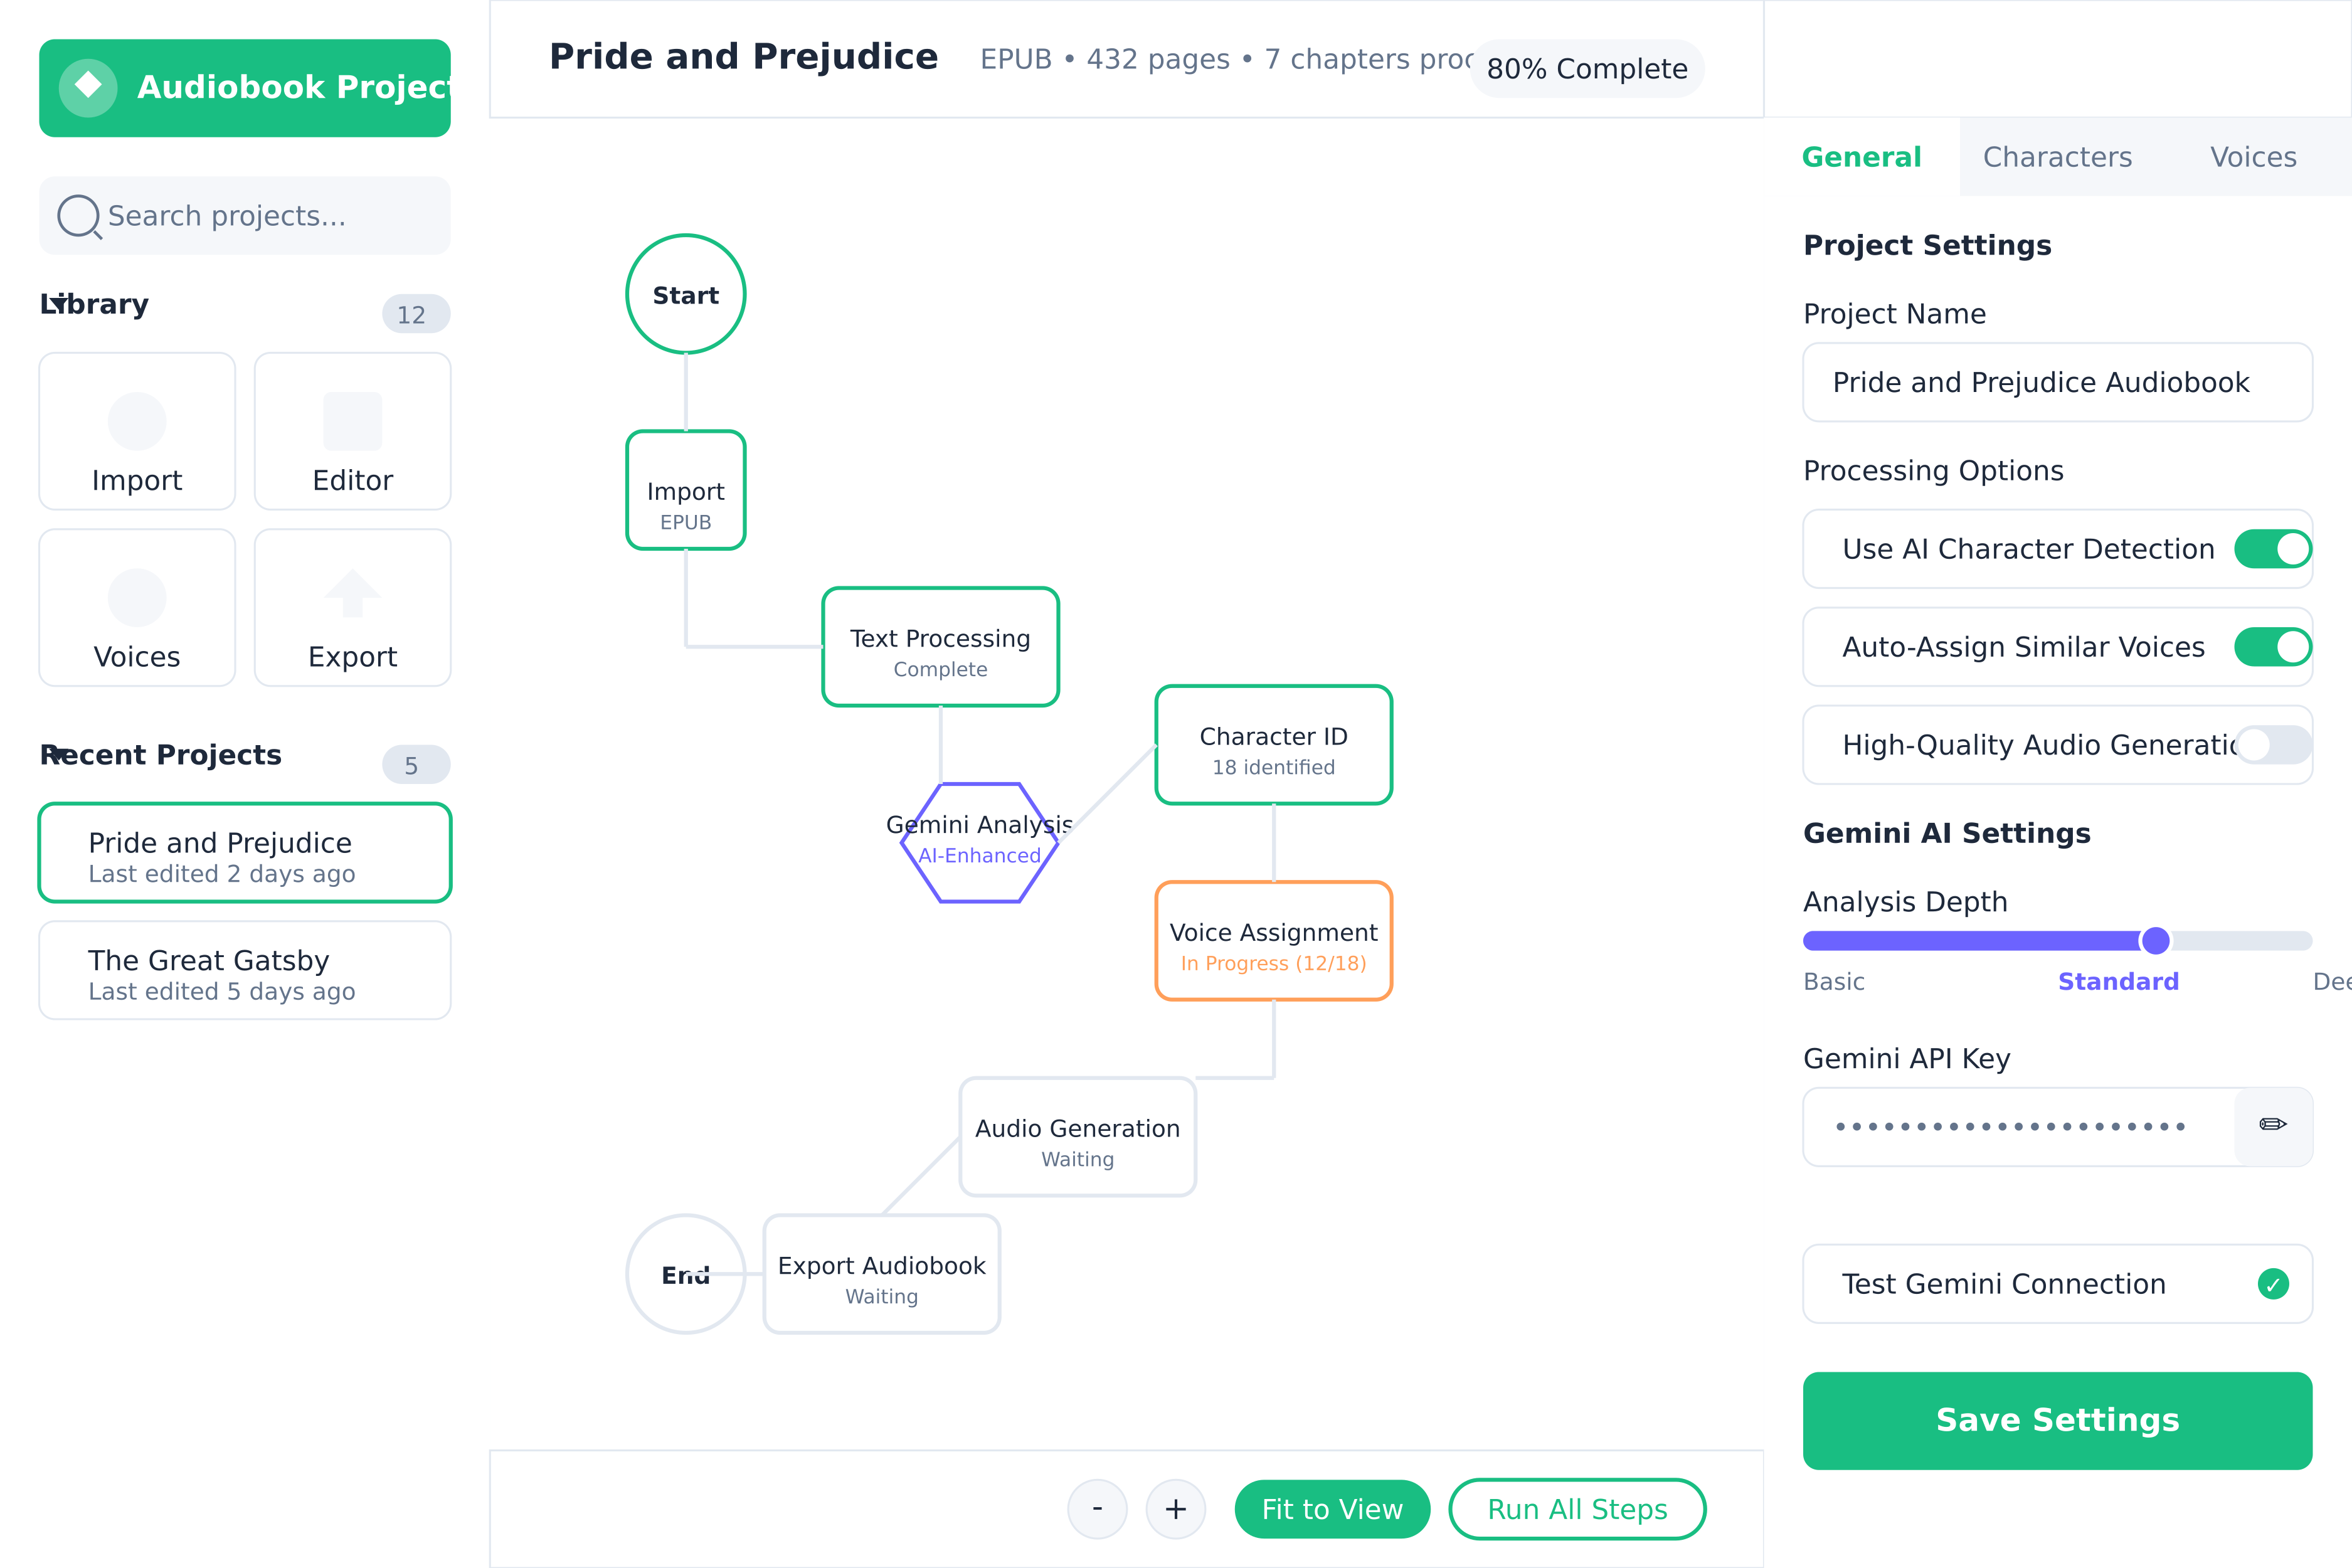 Audiobook Project
Search projects...
Library
12
Import
Editor
Voices
Export
Recent Projects
5
Pride and Prejudice
Last edited 2 days ago
The Great Gatsby
Last edited 5 days ago
Pride and Prejudice
EPUB • 432 pages • 7 chapters proc
80% Complete
Start
Import
EPUB
Text Processing
Complete
Character ID
18 identified
Gemini Analysis
AI-Enhanced
Voice Assignment
In Progress (12/18)
Audio Generation
Waiting
Export Audiobook
Waiting
End
-
+
Fit to View
Run All Steps
General
Characters
Voices
Project Settings
Project Name
Pride and Prejudice Audiobook
Processing Options
Use AI Character Detection
Auto-Assign Similar Voices
High-Quality Audio Generatio
Gemini AI Settings
Analysis Depth
Basic
Standard
Dee
Gemini API Key
••••••••••••••••••••••
Test Gemini Connection
✓
Save Settings